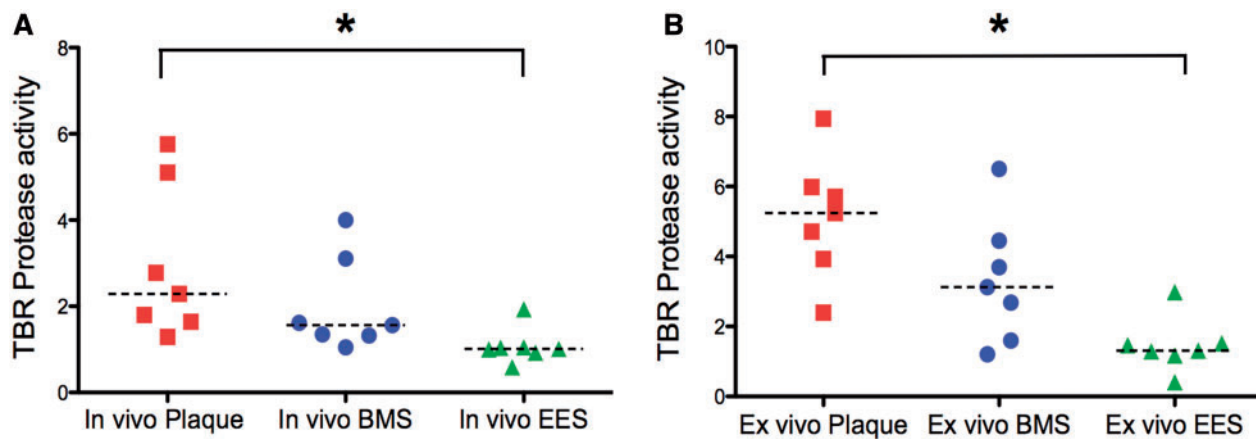 A
*
TBR Protease activity
8
6
4
2
0
In vivo Plaque In vivo BMS In vivo EES
B
*
TBR Protease activity
10
8
6
4
2
0
Ex vivo Plaque Ex vivo BMS Ex vivo EES